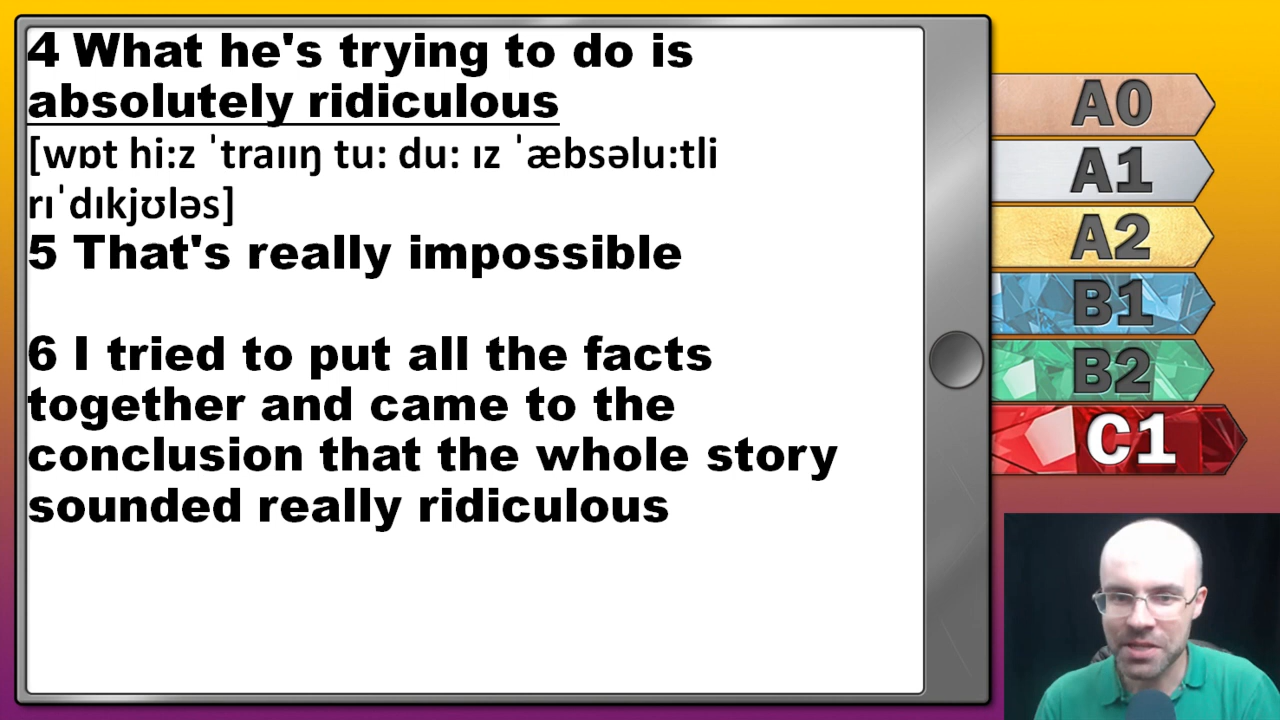 4 What he's trying to do is
absolutely ridiculous
[wɒt hi:z ˈtraɪɪŋ tu: du: ɪz ˈæbsəlu:tli
rɪˈdɪkjʊləs]
5 That's really impossible
6 I tried to put all the facts
together and came to the
conclusion that the whole story
sounded really ridiculous
A0
A1
A2
B1
B2
C1